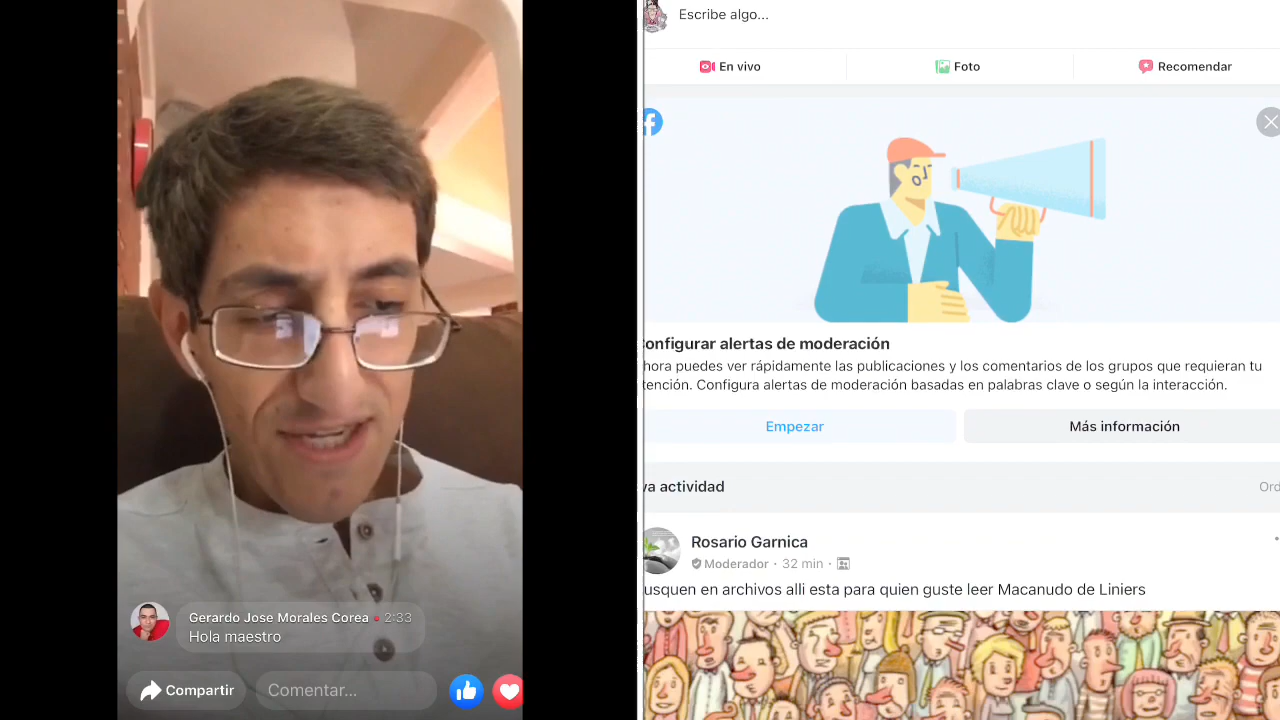 Gerardo Jose Morales Corea • 2:33
Hola maestro
Compartir
Comentar...
Escribe algo...
En vivo
Foto
Recomendar
onfigurar alertas de moderación
hora puedes ver rápidamente las publicaciones y los comentarios de los grupos que requieran tu
tención. Configura alertas de moderación basadas en palabras clave o según la interacción.
Empezar
Más información
va actividad
Ord
Rosario Garnica
Moderador · 32 min ·
usquen en archivos alli esta para quien guste leer Macanudo de Liniers